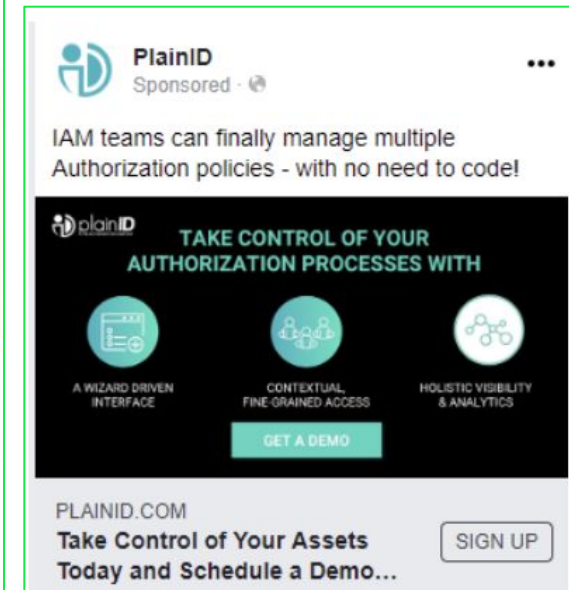 PlainID
Sponsored ·
IAM teams can finally manage multiple
Authorization policies - with no need to code!
plainID
TAKE CONTROL OF YOUR
AUTHORIZATION PROCESSES WITH
A WIZARD DRIVEN
INTERFACE
CONTEXTUAL,
FINE-GRAINED ACCESS
HOLISTIC VISIBILITY
& ANALYTICS
GET A DEMO
PLAINID.COM
Take Control of Your Assets
Today and Schedule a Demo...
SIGN UP